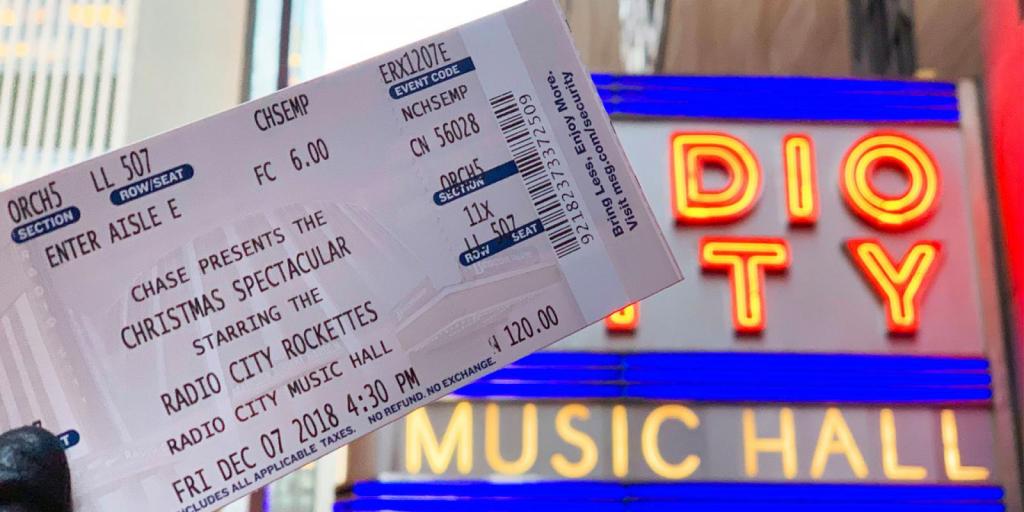 ORCH5 LL 507
SECTION ROW/SEAT
ENTER AISLE E
CHSEMP
FC 6.00
CHASE PRESENTS THE
CHRISTMAS SPECTACULAR
STARRING THE
RADIO CITY ROCKETTES
RADIO CITY MUSIC HALL
FRI DEC 07 2018 4:30 PM
CLUDES ALL APPLICABLE TAXES. NO REFUND. NO EXCHANGE.
ERX1207E
EVENT CODE
NCHSEMP
CN 56028
ORCH5
SECTION
11X
LL 507
ROW SEAT
120.00
Bring Less, Enjoy More.
Visit msg.com/security.
DIO
TY
MUSIC HALL